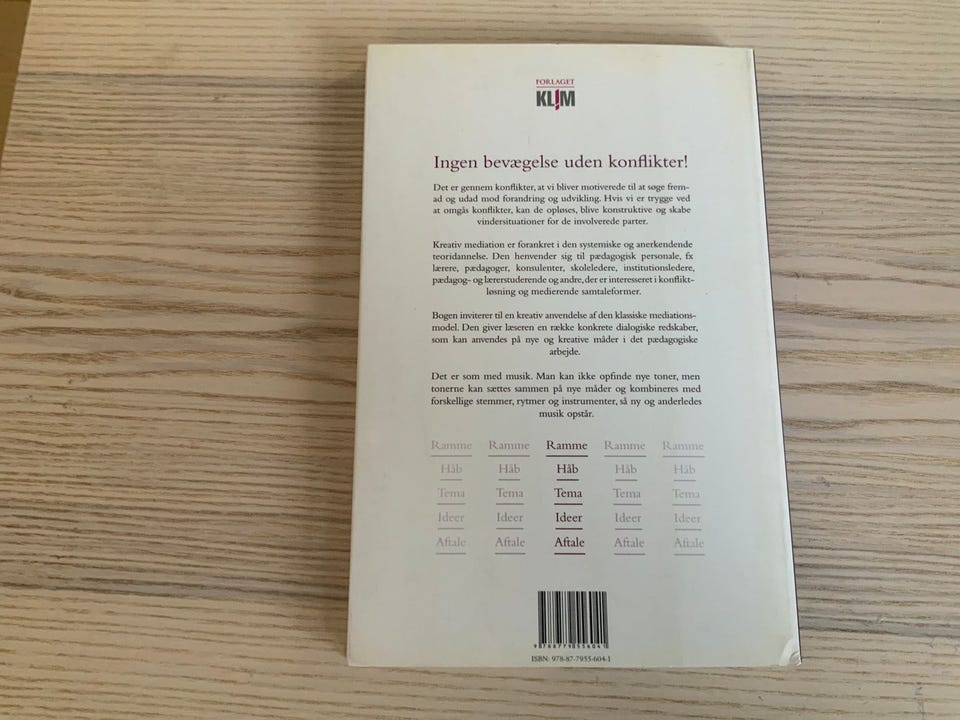 FORLAGET
KLIM
Ingen bevægelse uden konflikter!
Det er gennem konflikter, at vi bliver motiverede til at søge frem-
ad og udad mod forandring og udvikling. Hvis vi er trygge ved
at omgås konflikter, kan de opløses, blive konstruktive og skabe
vindersituationer for de involverede parter.
Kreativ mediation er forankret i den systemiske og anerkendende
teoridannelse. Den henvender sig til pædagogisk personale, fx
lærere, pædagoger, konsulenter, skoleledere, institutionsledere,
pædagog- og lærerstuderende og andre, der er interesseret i konflikt-
løsning og medierende samtaleformer.
Bogen inviterer til en kreativ anvendelse af den klassiske mediations-
model. Den giver læseren en række konkrete dialogiske redskaber,
som kan anvendes på nye og kreative måder i det pædagogiske
arbejde.
Det er som med musik. Man kan ikke opfinde nye toner, men
tonerne kan sættes sammen på nye måder og kombineres med
forskellige stemmer, rytmer og instrumenter, så ny og anderledes
musik opstår.
Ramme Ramme Ramme Ramme Ramme
Håb Håb Håb Håb Håb
Tema Tema Tema Tema Tema
Ideer Ideer Ideer Ideer Ideer
Aftale Aftale Aftale Aftale Aftale
9788779556041
ISBN: 978-87-7955-604-1